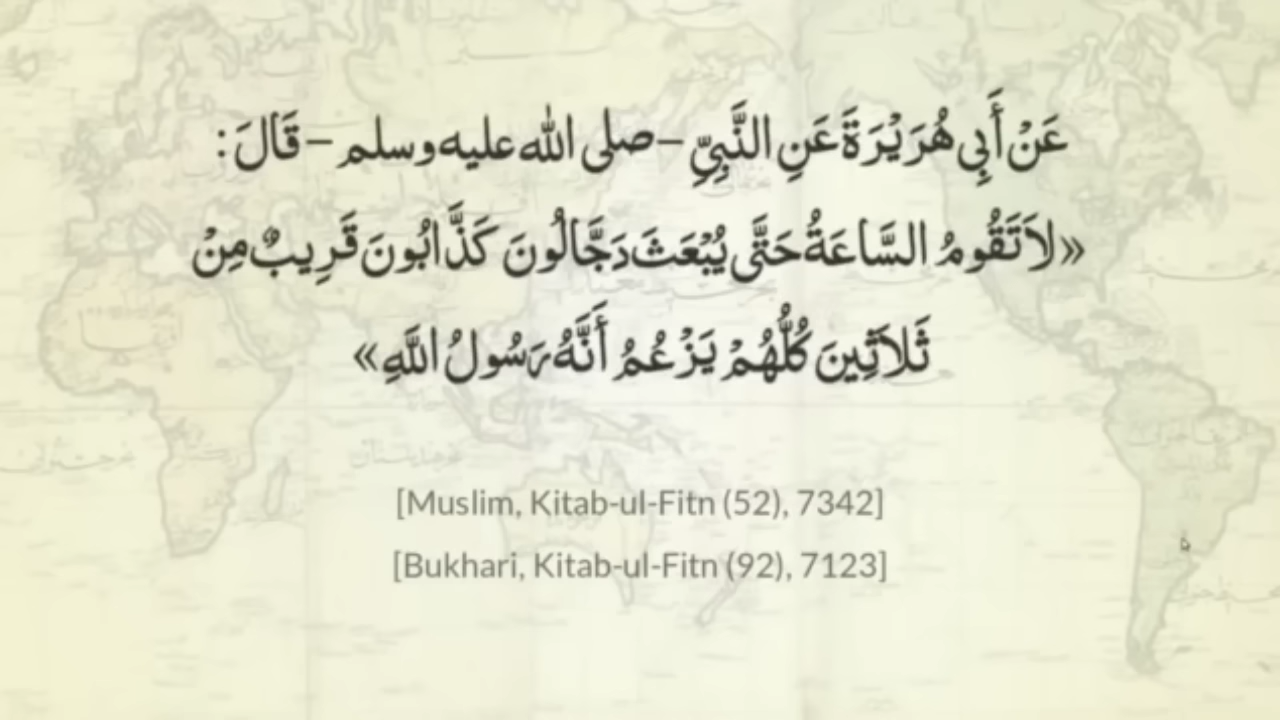 عَنْ أَبِي هُرَيْرَةَ عَنِ النَّبِيِّ –صلى الله عليه وسلم – قَالَ :
«لاَ تَقُومُ السَّاعَةُ حَتَّى يُبْعَثَ دَجَّالُونَ كَذَّابُونَ قَرِيبٌ مِنْ
ثَلاَثِينَ كُلُّهُمْ يَزْعُمُ أَنَّهُ رَسُولُ اللَّهِ»
[Muslim, Kitab-ul-Fitn (52), 7342]
[Bukhari, Kitab-ul-Fitn (92), 7123]